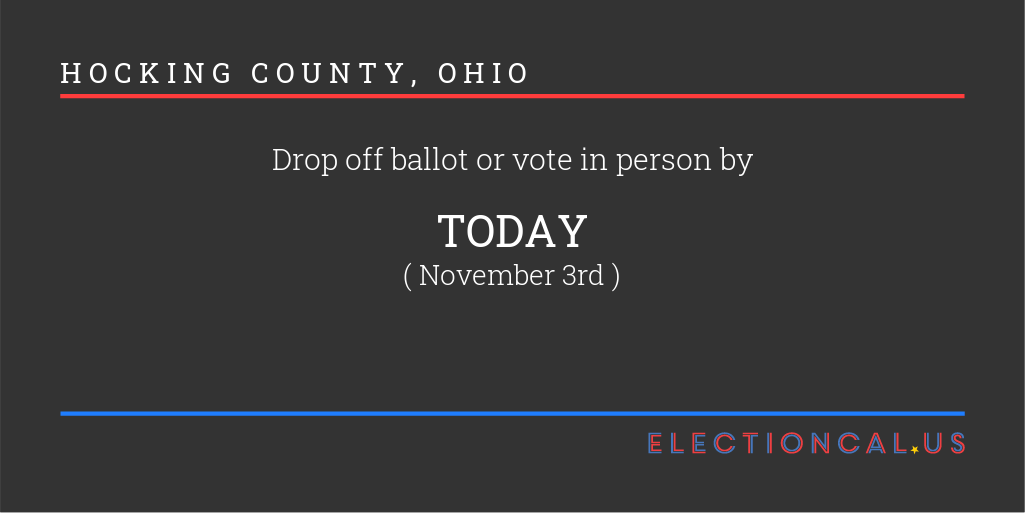 HOCKING COUNTY, OHIO
Drop off ballot or vote in person by
TODAY
( November 3rd )
ELECTIONCAL.US